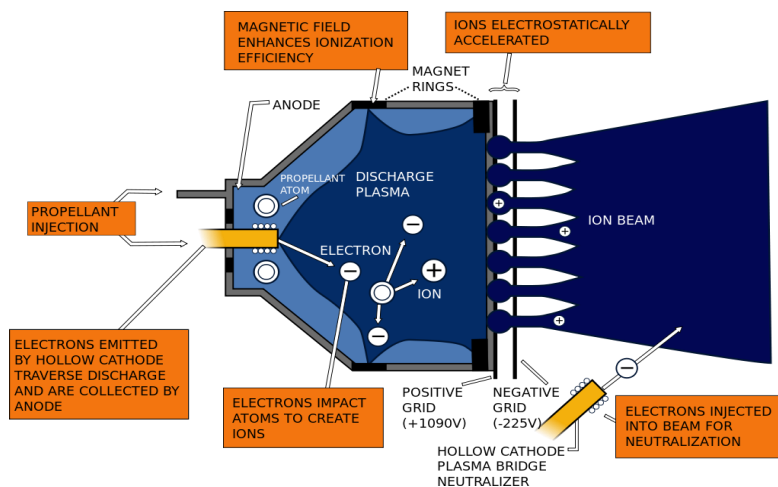 MAGNETIC FIELD
ENHANCES IONIZATION
EFFICIENCY
IONS ELECTROSTATICALLY
ACCELERATED
MAGNET
RINGS
ANODE
PROPELLANT
ATOM
DISCHARGE
PLASMA
PROPELLANT
INJECTION
ELECTRON
ION
ION BEAM
ELECTRONS EMITTED
BY HOLLOW CATHODE
TRAVERSE DISCHARGE
AND ARE COLLECTED BY
ANODE
ELECTRONS IMPACT
ATOMS TO CREATE
IONS
POSITIVE
GRID
(+1090V)
NEGATIVE
GRID
(-225V)
HOLLOW CATHODE
PLASMA BRIDGE
NEUTRALIZER
ELECTRONS INJECTED
INTO BEAM FOR
NEUTRALIZATION